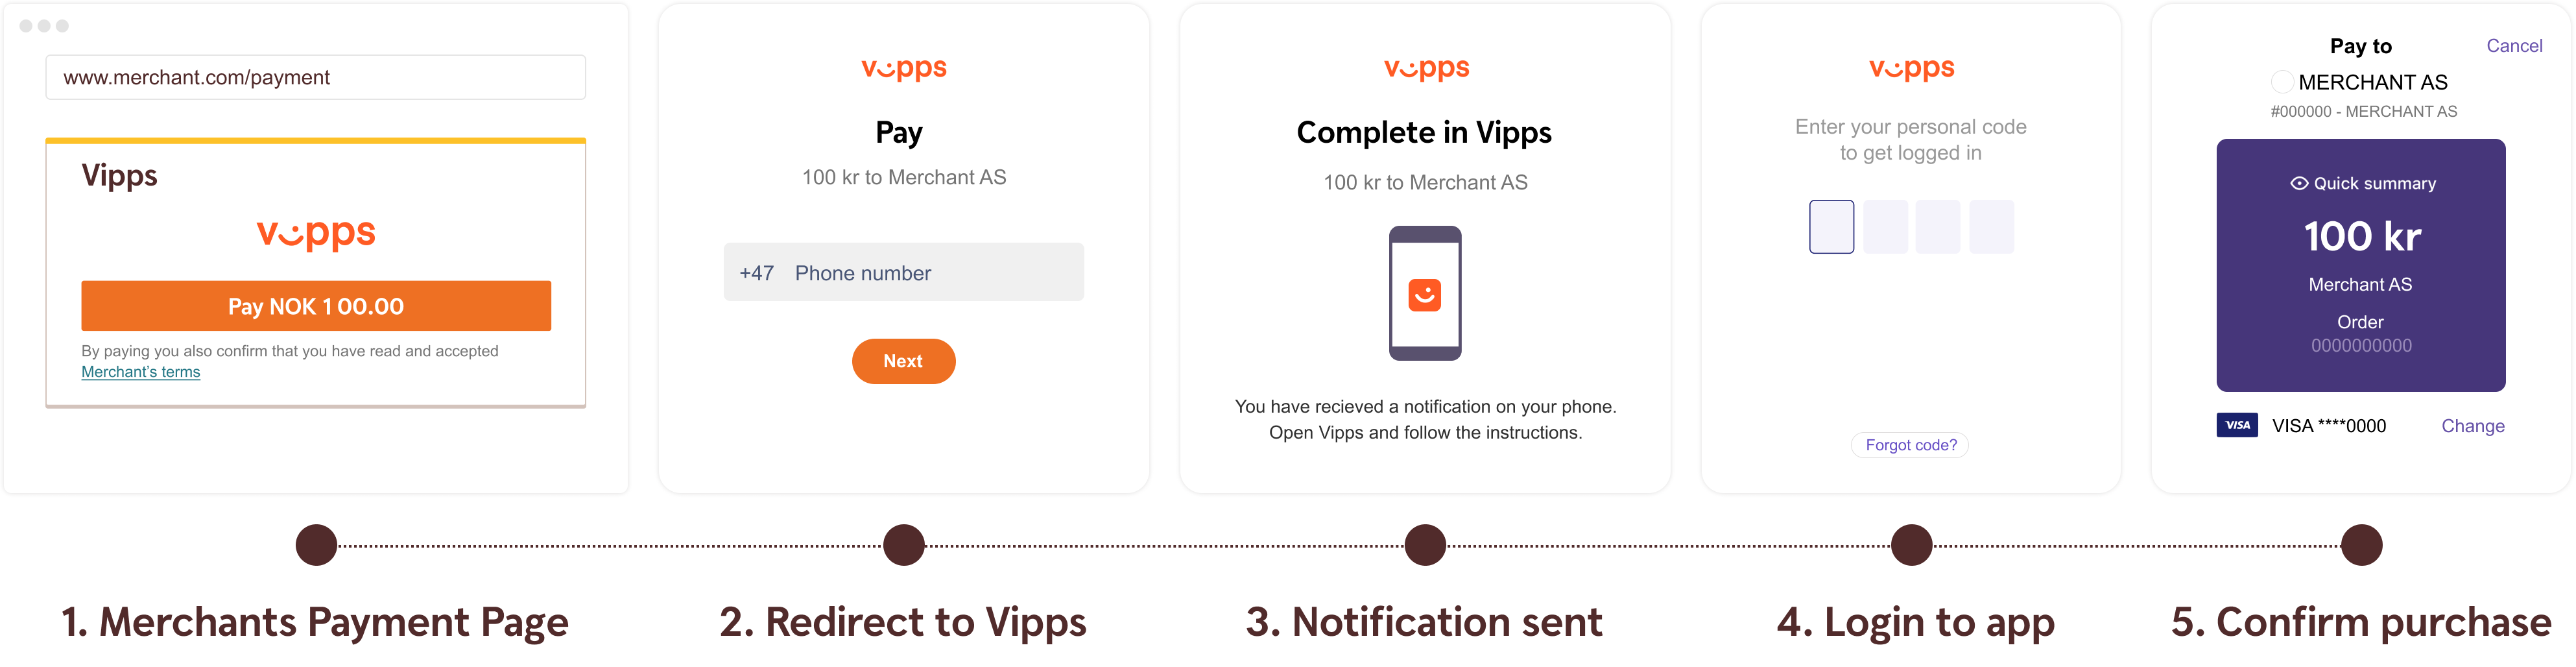 www.merchant.com/payment
Vipps
vipps
Pay NOK 1 00.00
By paying you also confirm that you have read and accepted
Merchant's terms
vipps
Pay
100 kr to Merchant AS
+47 Phone number
Next
vipps
Complete in Vipps
100 kr to Merchant AS
You have recieved a notification on your phone.
Open Vipps and follow the instructions.
vipps
Enter your personal code
to get logged in
Forgot code?
Pay to
Cancel
MERCHANT AS
#000000 - MERCHANT AS
Quick summary
100 kr
Merchant AS
Order
0000000000
VISA VISA ****0000 Change
1. Merchants Payment Page
2. Redirect to Vipps
3. Notification sent
4. Login to app
5. Confirm purchase